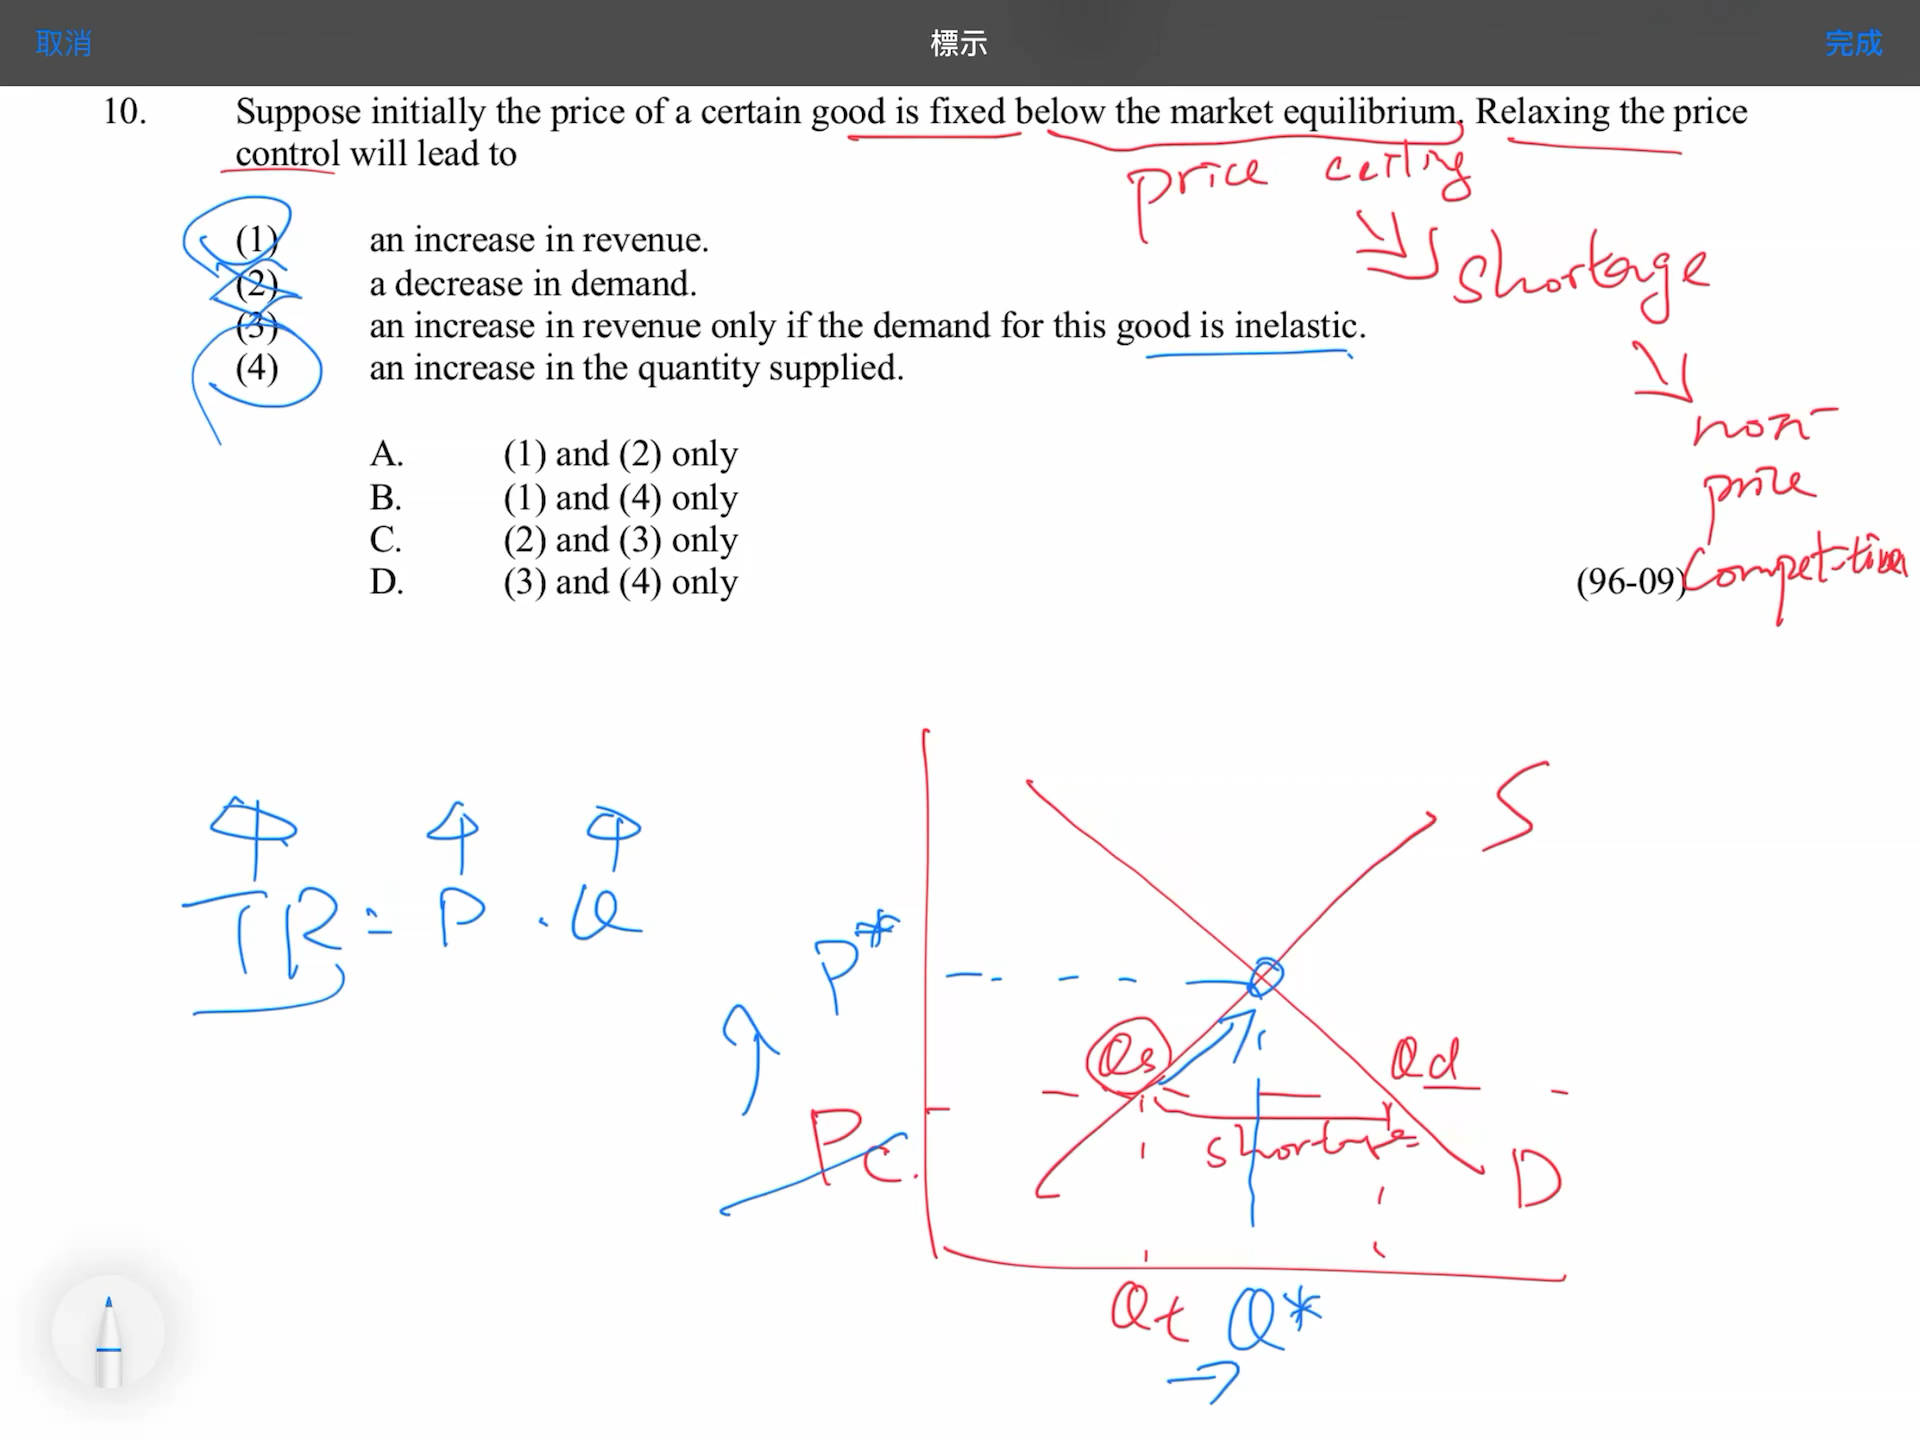 取消
標示
完成
10. Suppose initially the price of a certain good is fixed below the market equilibrium. Relaxing the price
control will lead to
price ceiling
(1) an increase in revenue.
shortage
(2) a decrease in demand.
(3) an increase in revenue only if the demand for this good is inelastic.
(4) an increase in the quantity supplied.
non-
price
competition
A. (1) and (2) only
B. (1) and (4) only
C. (2) and (3) only
D. (3) and (4) only
(96-09)
S
TR = P . Q
P*
Qs
Qd
Pc
shortage
D
Qt Q*